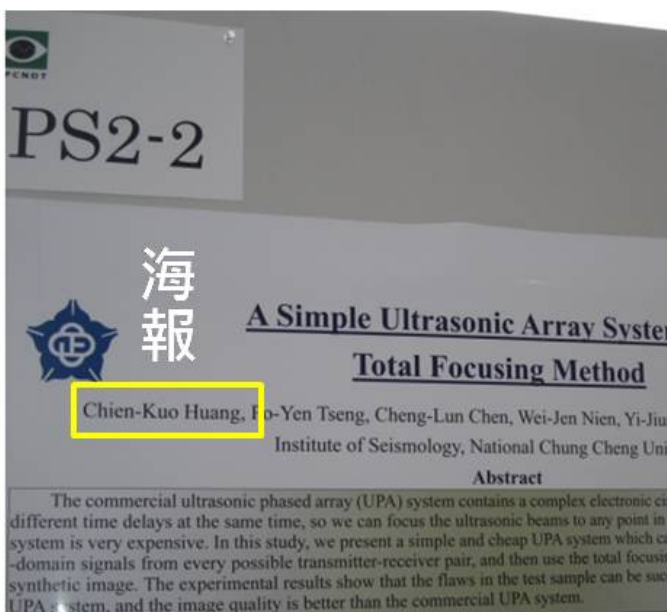 PCNDT
PS2-2
海報
A Simple Ultrasonic Array System
Total Focusing Method
Chien-Kuo Huang, Po-Yen Tseng, Cheng-Lun Chen, Wei-Jen Nien, Yi-Jiu
Institute of Seismology, National Chung Cheng Uni
Abstract
The commercial ultrasonic phased array (UPA) system contains a complex electronic ci
different time delays at the same time, so we can focus the ultrasonic beams to any point in
system is very expensive. In this study, we present a simple and cheap UPA system which ca
-domain signals from every possible transmitter-receiver pair, and then use the total focusi
synthetic image. The experimental results show that the flaws in the test sample can be suc
UPA system, and the image quality is better than the commercial UPA system.